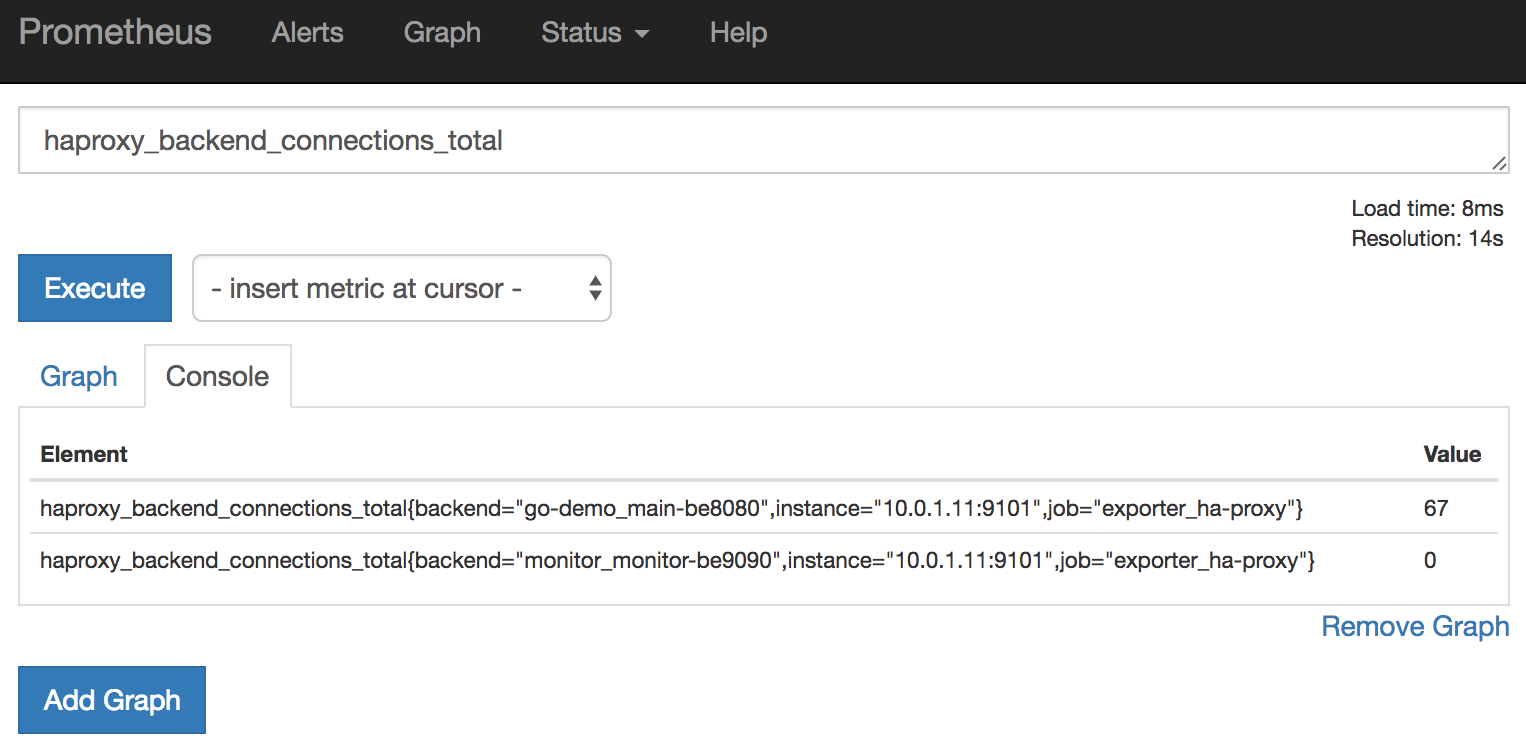 Prometheus Alerts Graph Status Help
haproxy_backend_connections_total
Load time: 8ms
Resolution: 14s
Execute - insert metric at cursor -
Graph Console
Element Value
haproxy_backend_connections_total{backend="go-demo_main-be8080",instance="10.0.1.11:9101",job="exporter_ha-proxy"} 67
haproxy_backend_connections_total{backend="monitor_monitor-be9090",instance="10.0.1.11:9101",job="exporter_ha-proxy"} 0
Remove Graph
Add Graph